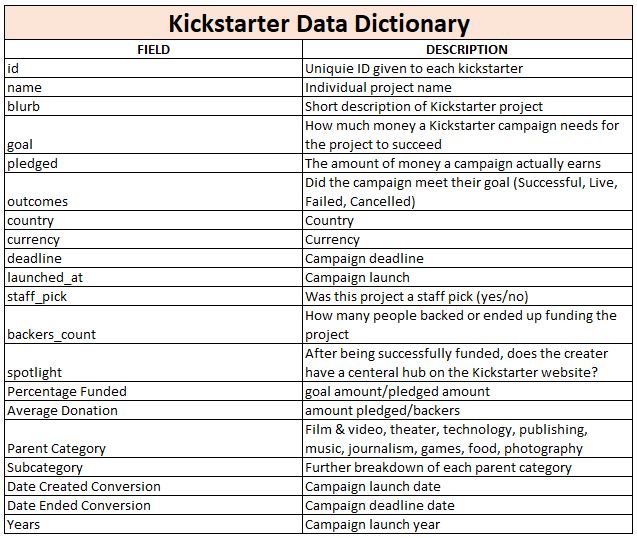 Kickstarter Data Dictionary
FIELD DESCRIPTION
id Uniquie ID given to each kickstarter
name Individual project name
blurb Short description of Kickstarter project
goal How much money a Kickstarter campaign needs for
the project to succeed
pledged The amount of money a campaign actually earns
outcomes Did the campaign meet their goal (Successful, Live,
Failed, Cancelled)
country Country
currency Currency
deadline Campaign deadline
launched_at Campaign launch
staff_pick Was this project a staff pick (yes/no)
backers_count How many people backed or ended up funding the
project
spotlight After being successfully funded, does the creater
have a centeral hub on the Kickstarter website?
Percentage Funded goal amount/pledged amount
Average Donation amount pledged/backers
Parent Category Film & video, theater, technology, publishing,
music, journalism, games, food, photography
Subcategory Further breakdown of each parent category
Date Created Conversion Campaign launch date
Date Ended Conversion Campaign deadline date
Years Campaign launch year